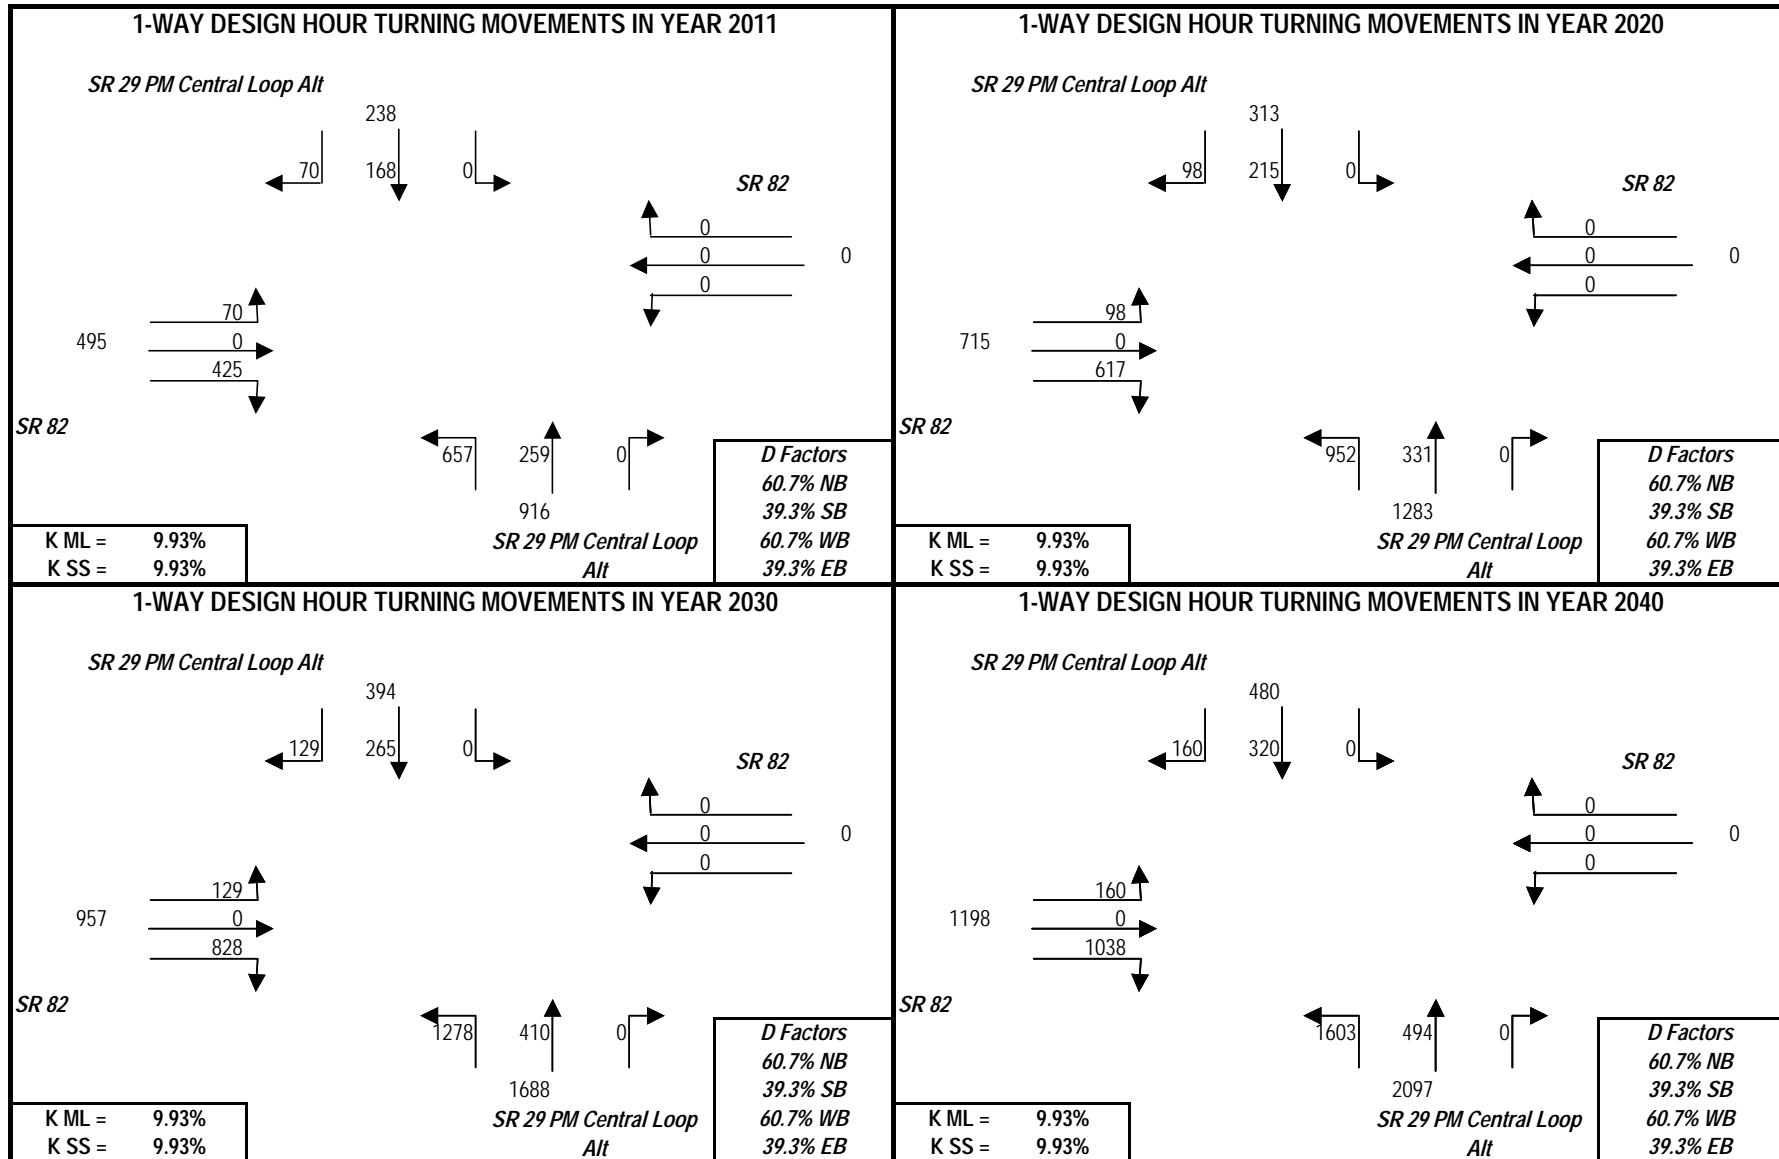 1-WAY DESIGN HOUR TURNING MOVEMENTS IN YEAR 2011
SR 29 PM Central Loop Alt
238
70 168 0
SR 82
0
0 0
0
70
495 0
425
SR 82
657 259 0
916
SR 29 PM Central Loop
Alt
K ML = 9.93%
K SS = 9.93%
D Factors
60.7% NB
39.3% SB
60.7% WB
39.3% EB
1-WAY DESIGN HOUR TURNING MOVEMENTS IN YEAR 2020
SR 29 PM Central Loop Alt
313
98 215 0
SR 82
0
0 0
0
98
715 0
617
SR 82
952 331 0
1283
SR 29 PM Central Loop
Alt
K ML = 9.93%
K SS = 9.93%
D Factors
60.7% NB
39.3% SB
60.7% WB
39.3% EB
1-WAY DESIGN HOUR TURNING MOVEMENTS IN YEAR 2030
SR 29 PM Central Loop Alt
394
129 265 0
SR 82
0
0 0
0
129
957 0
828
SR 82
1278 410 0
1688
SR 29 PM Central Loop
Alt
K ML = 9.93%
K SS = 9.93%
D Factors
60.7% NB
39.3% SB
60.7% WB
39.3% EB
1-WAY DESIGN HOUR TURNING MOVEMENTS IN YEAR 2040
SR 29 PM Central Loop Alt
480
160 320 0
SR 82
0
0 0
0
160
1198 0
1038
SR 82
1603 494 0
2097
SR 29 PM Central Loop
Alt
K ML = 9.93%
K SS = 9.93%
D Factors
60.7% NB
39.3% SB
60.7% WB
39.3% EB